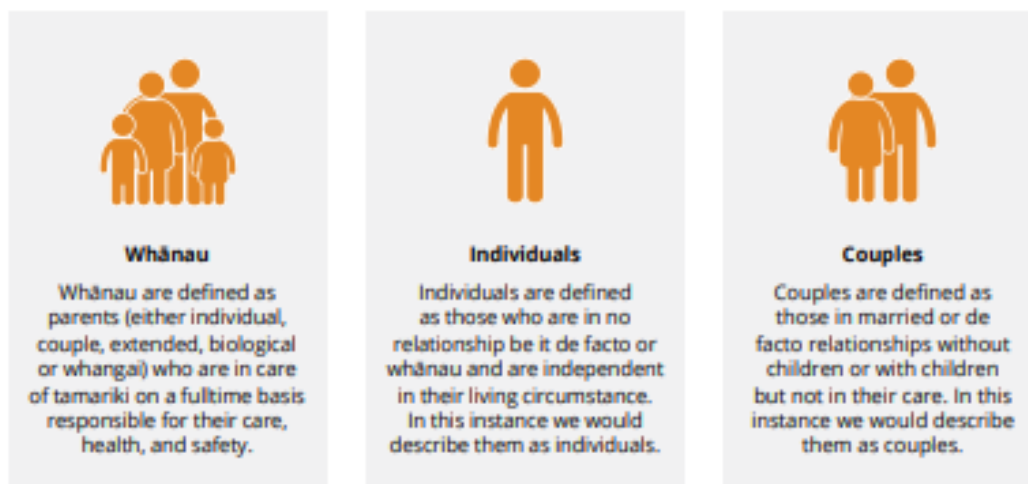 Whānau
Whānau are defined as
parents (either individual,
couple, extended, biological
or whangai) who are in care
of tamariki on a fulltime basis
responsible for their care,
health, and safety.
Individuals
Individuals are defined
as those who are in no
relationship be it de facto or
whānau and are independent
in their living circumstance.
In this instance we would
describe them as individuals.
Couples
Couples are defined as
those in married or de
facto relationships without
children or with children
but not in their care. In this
instance we would describe
them as couples.